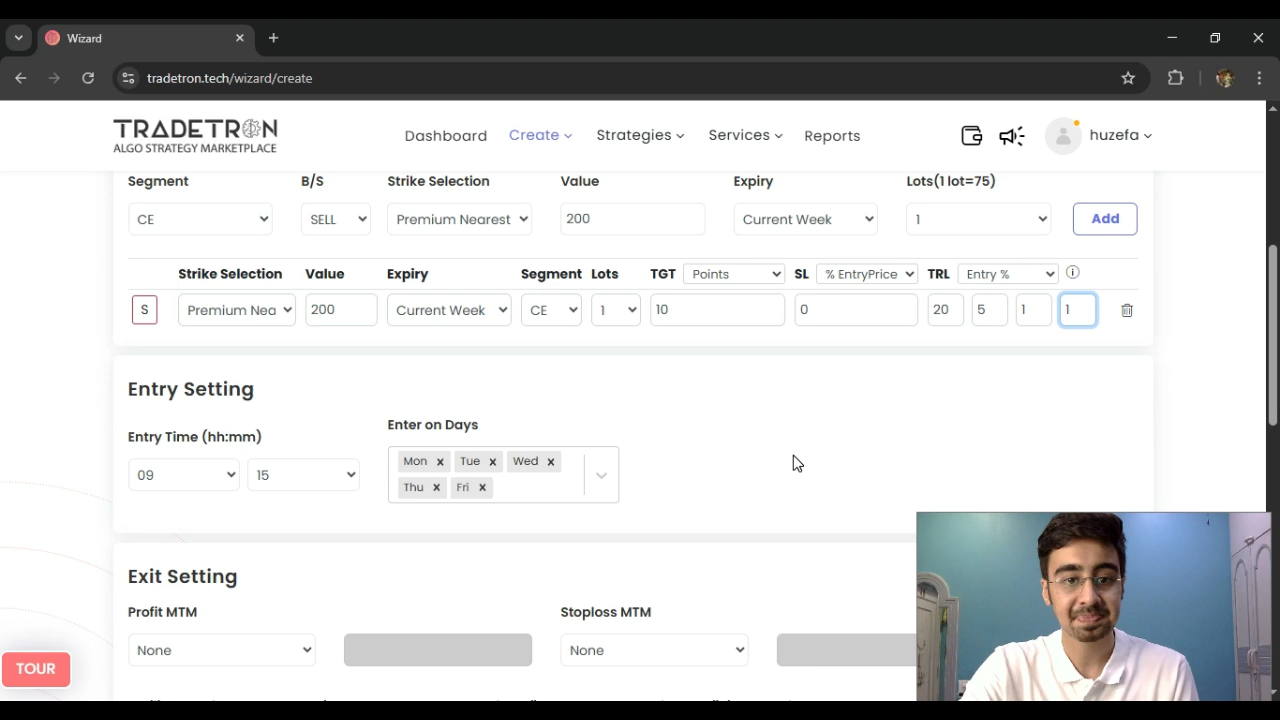 Wizard
tradetron.tech/wizard/create
TRADETRON
ALGO STRATEGY MARKETPLACE
Dashboard Create Strategies Services Reports huzefa
Segment B/S Strike Selection Value Expiry Lots(1 lot=75)
CE SELL Premium Nearest 200 Current Week 1 Add
Strike Selection Value Expiry Segment Lots TGT Points SL % EntryPrice TRL Entry %
S Premium Nea 200 Current Week CE 1 10 0 20 5 1 1
Entry Setting
Entry Time (hh:mm) Enter on Days
09 15 Mon Tue Wed
Thu Fri
Exit Setting
Profit MTM Stoploss MTM
None None
TOUR